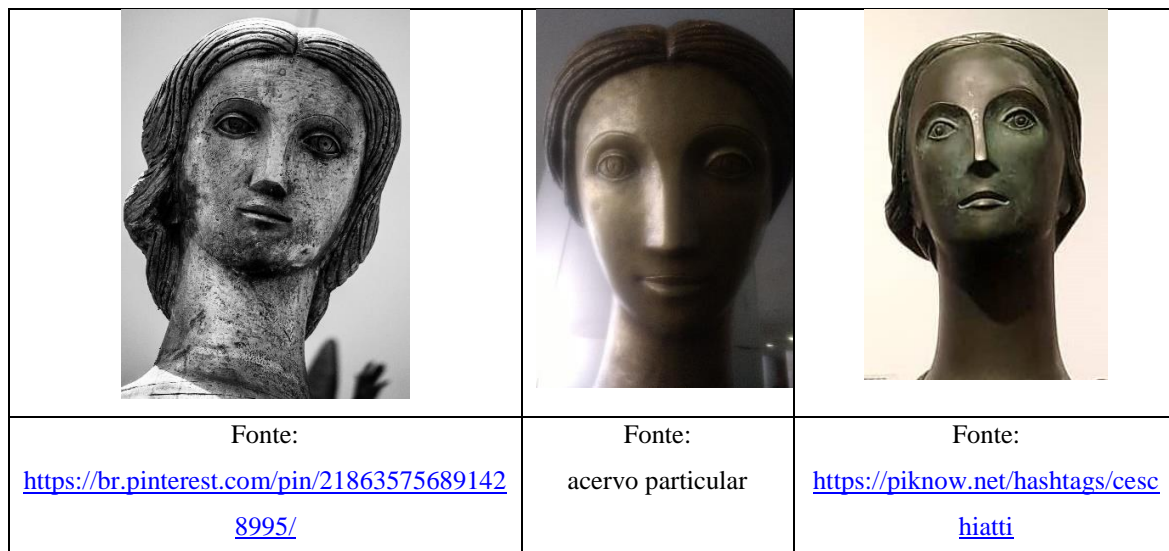 Fonte:
https://br.pinterest.com/pin/21863575689142
8995/
Fonte:
acervo particular
Fonte:
https://piknow.net/hashtags/cesc
hiatti